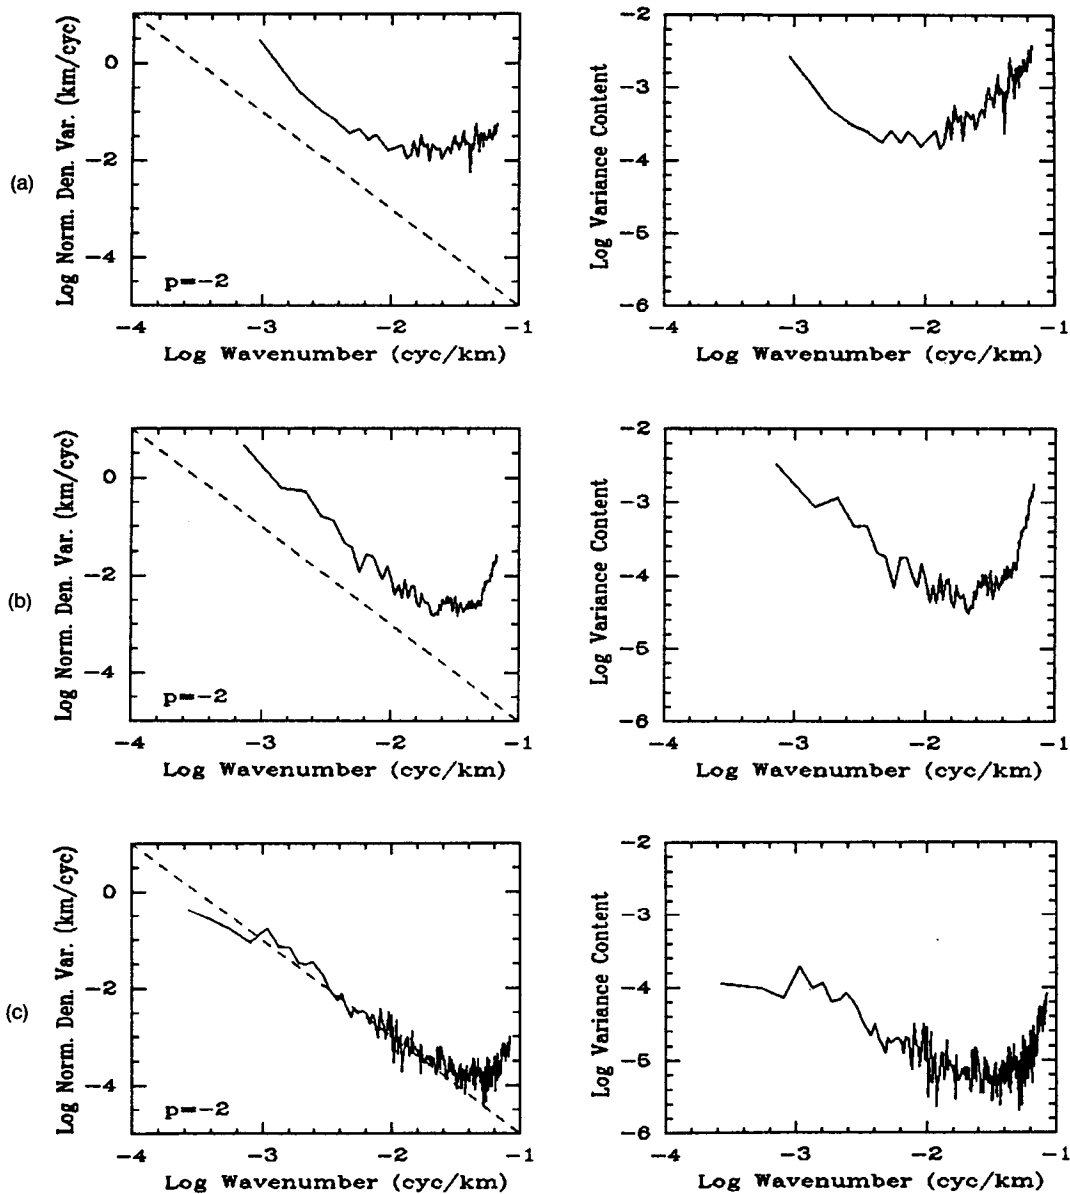 (a)
Log Norm. Den. Var. (km/cyc)
0
−2
−4
p=−2
−4 −3 −2 −1
Log Wavenumber (cyc/km)
Log Variance Content
−2
−3
−4
−5
−6
−4 −3 −2 −1
Log Wavenumber (cyc/km)
(b)
Log Norm. Den. Var. (km/cyc)
0
−2
−4
p=−2
−4 −3 −2 −1
Log Wavenumber (cyc/km)
Log Variance Content
−2
−3
−4
−5
−6
−4 −3 −2 −1
Log Wavenumber (cyc/km)
(c)
Log Norm. Den. Var. (km/cyc)
0
−2
−4
p=−2
−4 −3 −2 −1
Log Wavenumber (cyc/km)
Log Variance Content
−2
−3
−4
−5
−6
−4 −3 −2 −1
Log Wavenumber (cyc/km)